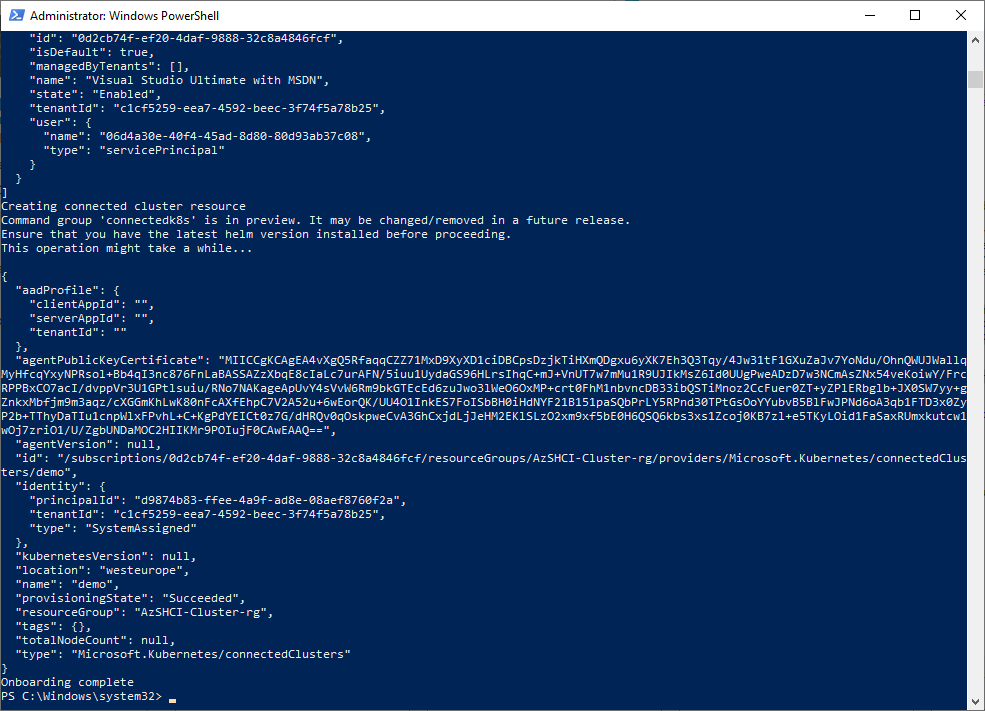 Administrator: Windows PowerShell
    "id": "0d2cb74f-ef20-4daf-9888-32c8a4846fcf",
    "isDefault": true,
    "managedByTenants": [],
    "name": "Visual Studio Ultimate with MSDN",
    "state": "Enabled",
    "tenantId": "c1cf5259-eea7-4592-beec-3f74f5a78b25",
    "user": {
      "name": "06d4a30e-40f4-45ad-8d80-80d93ab37c08",
      "type": "servicePrincipal"
    }
  }
]
Creating connected cluster resource
Command group 'connectedk8s' is in preview. It may be changed/removed in a future release.
Ensure that you have the latest helm version installed before proceeding.
This operation might take a while...
{
  "aadProfile": {
    "clientAppId": "",
    "serverAppId": "",
    "tenantId": ""
  },
  "agentPublicKeyCertificate": "MIICCgKCAgEA4vXgQ5RfaqqCZZ71MxD9XyXD1ciDBCpsDzjkTiHXmQDgxu6yXK7Eh3Q3Tqy/4Jw31tF1GXuZaJv7YoNdu/OhnQWUJWallq
MyHfcqYxyNPRsol+Bb4qI3nc876FnLaBASSAZzXbqE8cIaLc7urAFN/5iuu1UydaGS96HLrsIhqC+mJ+VnUT7w7mMu1R9UJIkMsZ6Id0UUgPweADzD7w3NCmAsZNx54veKoiwY/Frc
RPPBxCO7acI/dvppVr3U1GPtlsuiu/RNo7NAKageApUvY4sVvW6Rm9bkGTEcEd6zuJwo3lWeO6OxMP+crt0FhM1nbvncDB33ibQSTiMnoz2CcFuer0ZT+yZPlERbglb+JX0SW7yy+g
ZnkxMbfjm9m3aqz/cXGGmKhLwK80nFcAXfEhpC7V2A52u+6wEorQK/UU4O1InkES7FoISbBH0iHdNYF21B151paSQbPrLY5RPnd30TPtGsOoYYubvB5BlFwJPNd6oA3qb1FTD3x0Zy
P2b+TThyDaTIu1cnpWlxFPvhL+C+KgPdYEICt0z7G/dHRQv0qOskpweCvA3GhCxjdLjJeHM2EKlSLzO2xm9xf5bE0H6QSQ6kbs3xs1Zcoj0KB7zl+e5TKyLOid1FaSaxRUmxkutcw1
wOj7zriO1/U/ZgbUNDaMOC2HIIKMr9POIujF0CAwEAAQ==",
  "agentVersion": null,
  "id": "/subscriptions/0d2cb74f-ef20-4daf-9888-32c8a4846fcf/resourceGroups/AzSHCI-Cluster-rg/providers/Microsoft.Kubernetes/connectedClus
ters/demo",
  "identity": {
    "principalId": "d9874b83-ffee-4a9f-ad8e-08aef8760f2a",
    "tenantId": "c1cf5259-eea7-4592-beec-3f74f5a78b25",
    "type": "SystemAssigned"
  },
  "kubernetesVersion": null,
  "location": "westeurope",
  "name": "demo",
  "provisioningState": "Succeeded",
  "resourceGroup": "AzSHCI-Cluster-rg",
  "tags": {},
  "totalNodeCount": null,
  "type": "Microsoft.Kubernetes/connectedClusters"
}
Onboarding complete
PS C:\Windows\system32> _